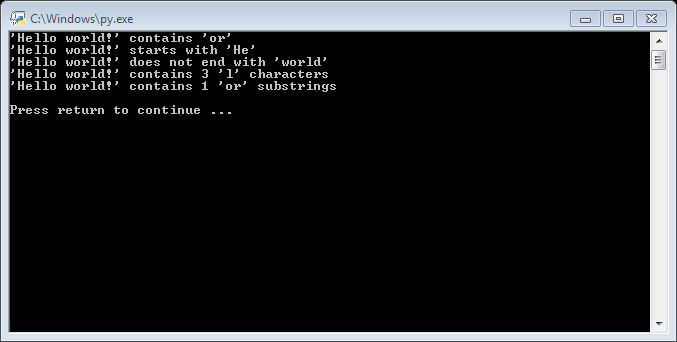 C:\Windows\py.exe
'Hello world!' contains 'or'
'Hello world!' starts with 'He'
'Hello world!' does not end with 'world'
'Hello world!' contains 3 'l' characters
'Hello world!' contains 1 'or' substrings
Press return to continue ...